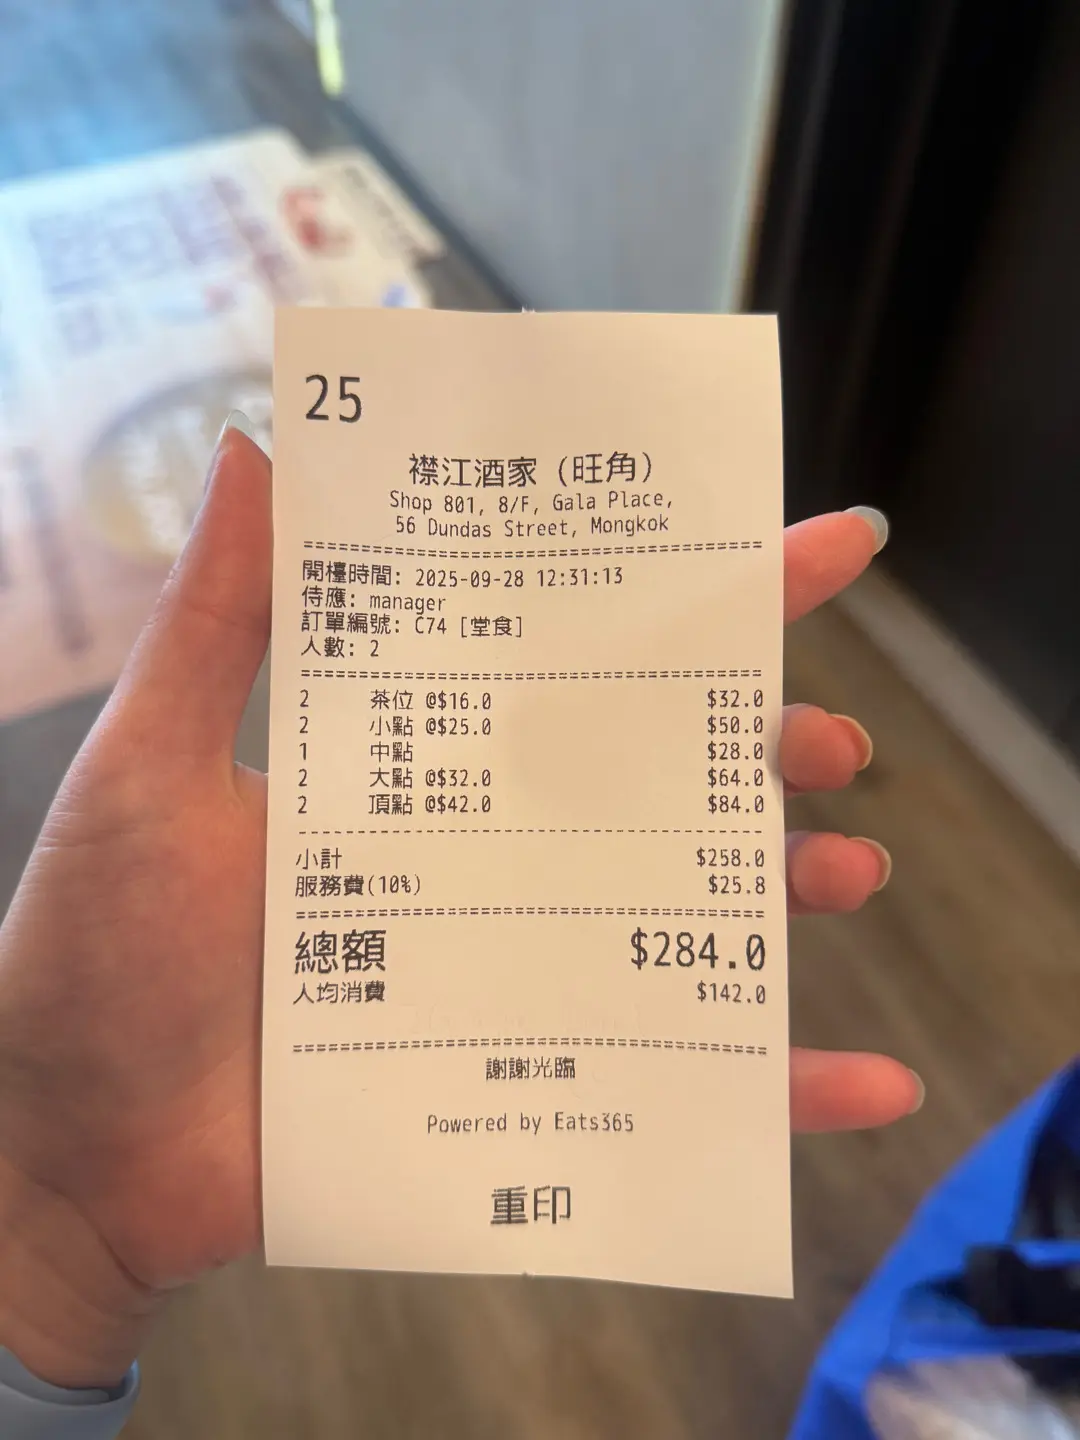 25
襟江酒家 (旺角)
Shop 801, 8/F, Gala Place,
56 Dundas Street, Mongkok
開檯時間: 2025-09-28 12:31:13
侍應: manager
訂單編號: C74 [堂食]
人數: 2
2 茶位 @$16.0 $32.0
2 小點 @$25.0 $50.0
1 中點 $28.0
2 大點 @$32.0 $64.0
2 頂點 @$42.0 $84.0
小計 $258.0
服務費(10%) $25.8
總額 $284.0
人均消費 $142.0
謝謝光臨
Powered by Eats365
重印